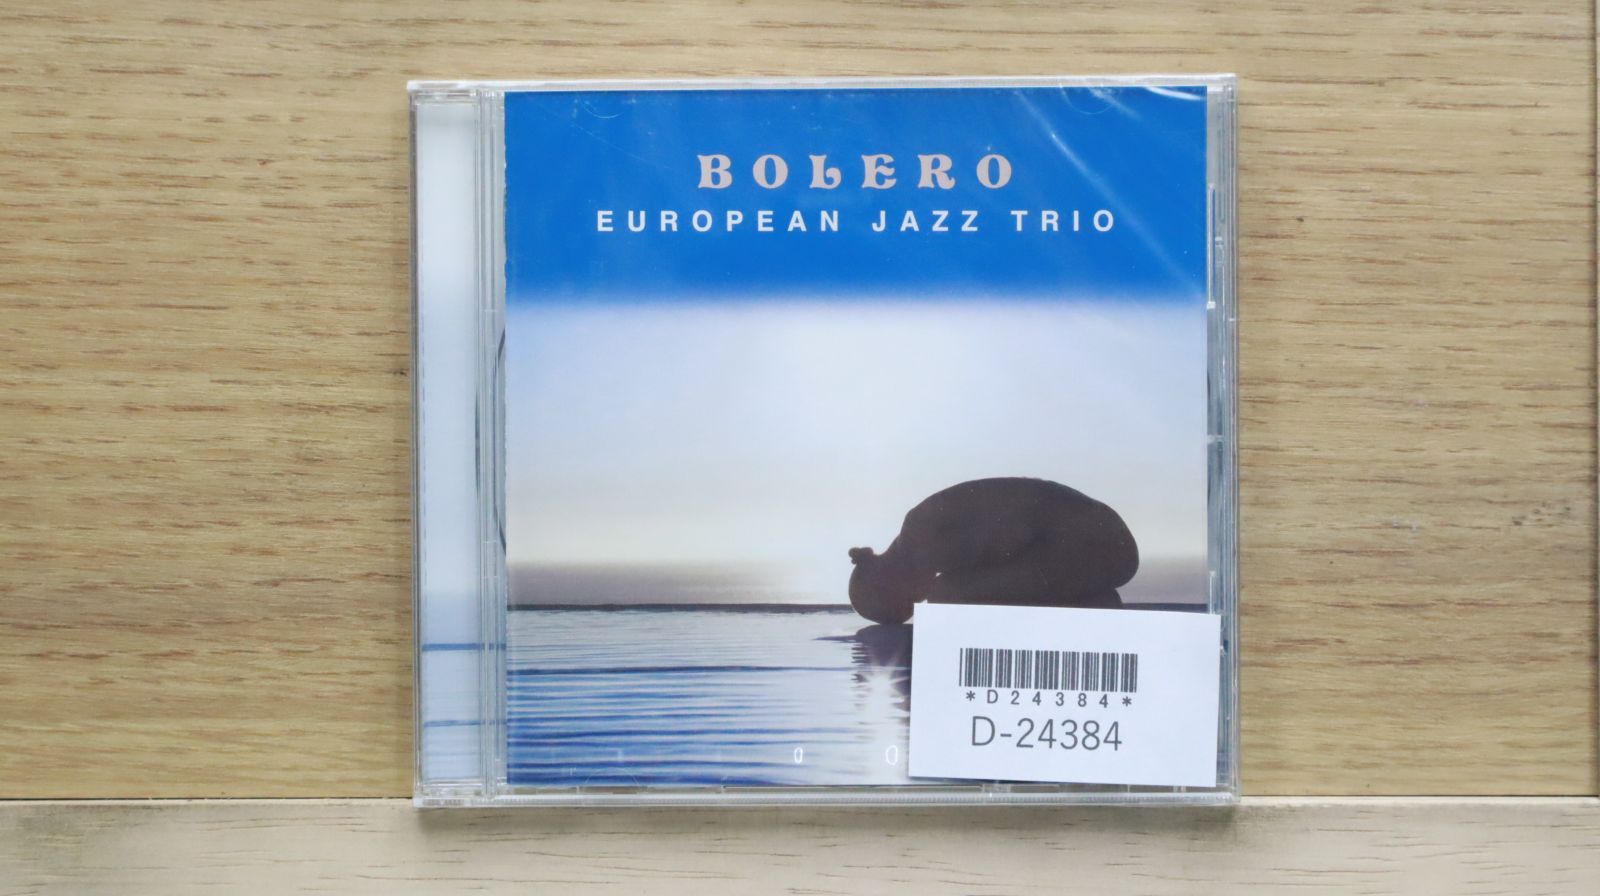 BOLERO
EUROPEAN JAZZ TRIO
*D24384*
D-24384